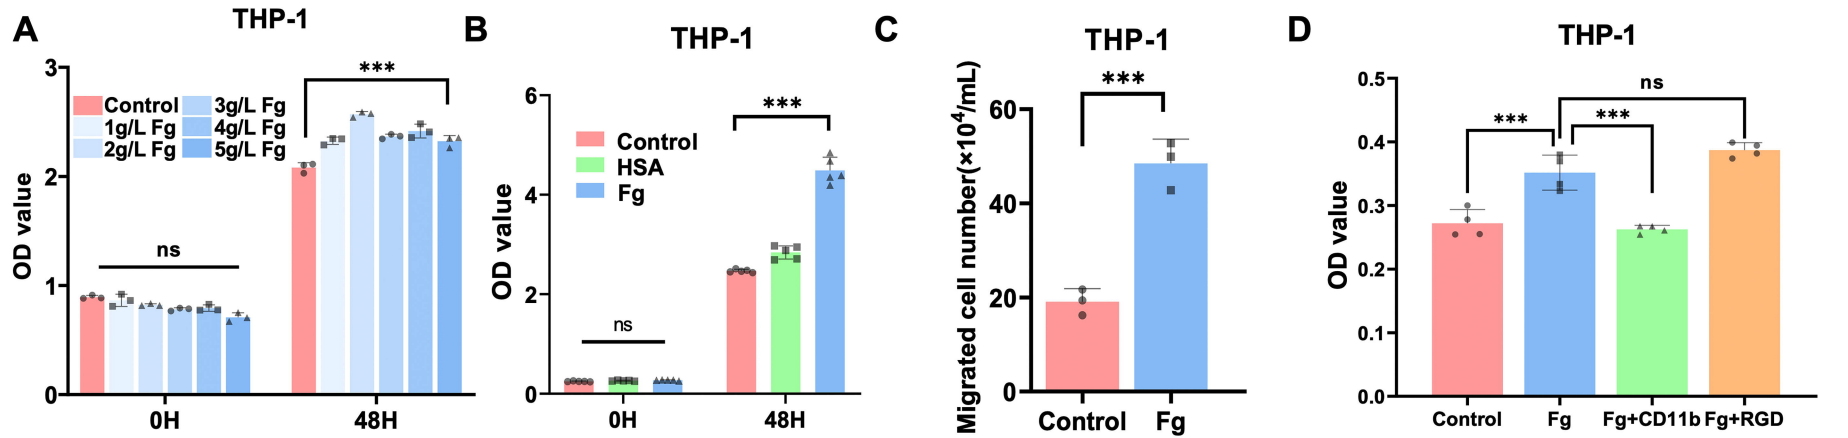 A
THP-1
OD value
3
2
1
0
Control
1g/L Fg
2g/L Fg
3g/L Fg
4g/L Fg
5g/L Fg
***
ns
0H
48H
B
THP-1
OD value
6
4
2
0
Control
HSA
Fg
***
ns
0H
48H
C
THP-1
Migrated cell number(×10⁴/mL)
60
40
20
0
***
Control
Fg
D
THP-1
OD value
0.5
0.4
0.3
0.2
0.1
0.0
***
***
ns
Control
Fg
Fg+CD11b
Fg+RGD